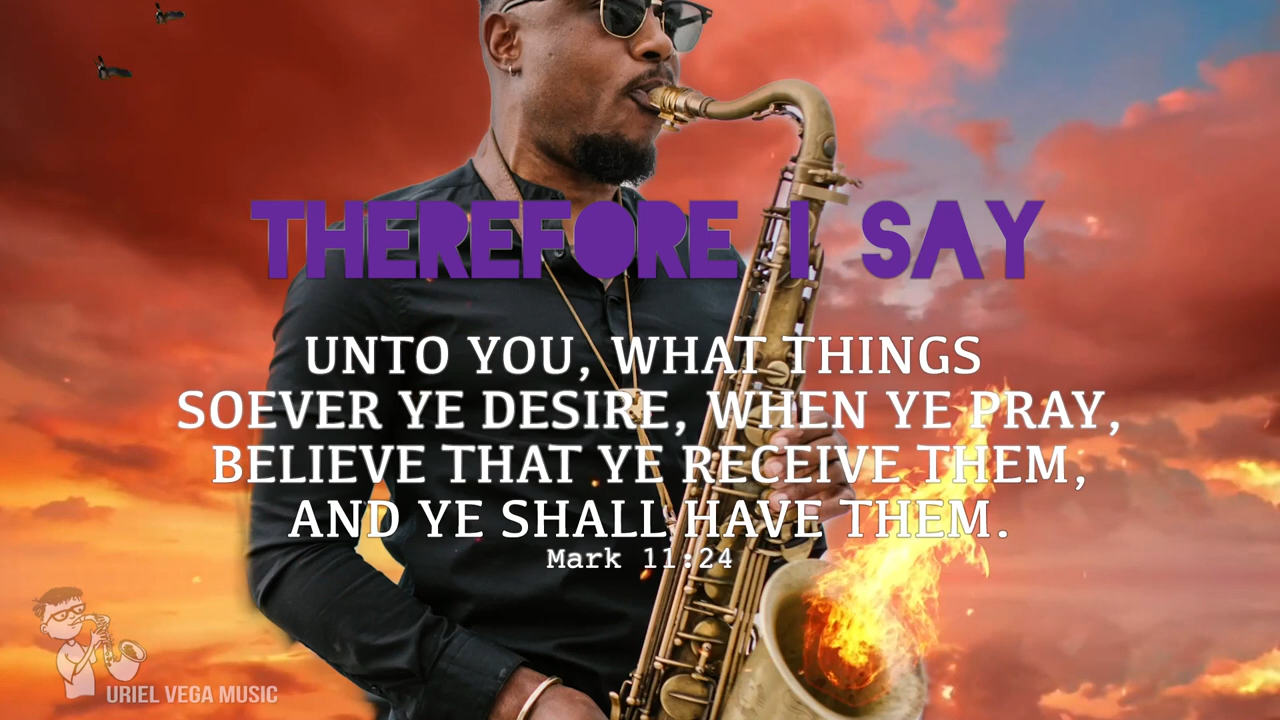 THEREFORE I SAY
UNTO YOU, WHAT THINGS
SOEVER YE DESIRE, WHEN YE PRAY,
BELIEVE THAT YE RECEIVE THEM,
AND YE SHALL HAVE THEM.
Mark 11:24
URIEL VEGA MUSIC